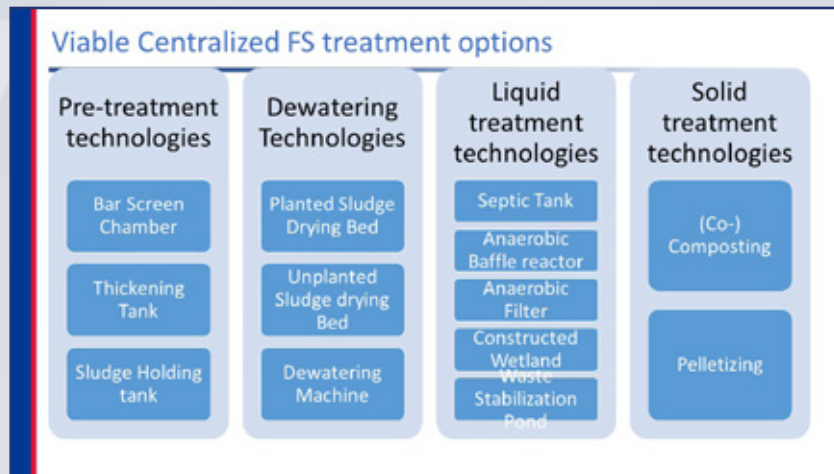 Viable Centralized FS treatment options
Pre-treatment
technologies
Bar Screen
Chamber
Thickening
Tank
Sludge Holding
tank
Dewatering
Technologies
Planted Sludge
Drying Bed
Unplanted
Sludge drying
Bed
Dewatering
Machine
Liquid
treatment
technologies
Septic Tank
Anaerobic
Baffle reactor
Anaerobic
Filter
Constructed
Wetland
Waste
Stabilization
Pond
Solid
treatment
technologies
(Co-)
Composting
Pelletizing